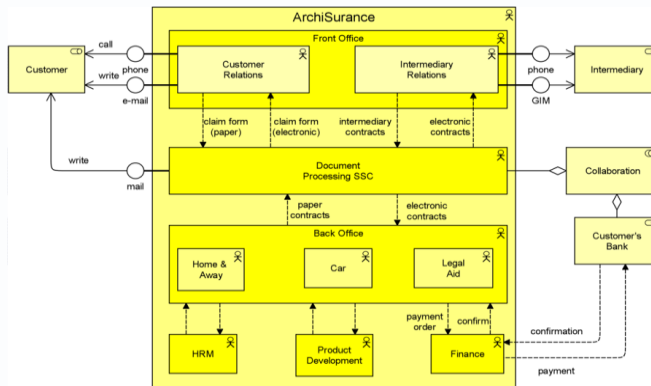 ArchiSurance
Front Office
call
phone
Customer
write
e-mail
Customer
Relations
Intermediary
Relations
phone
GIM
Intermediary
claim form
(paper)
claim form
(electronic)
intermediary
contracts
electronic
contracts
write
mail
Document
Processing SSC
Collaboration
paper
contracts
electronic
contracts
Back Office
Home &
Away
Car
Legal
Aid
Customer's
Bank
payment
order
confirm
confirmation
HRM
Product
Development
Finance
payment